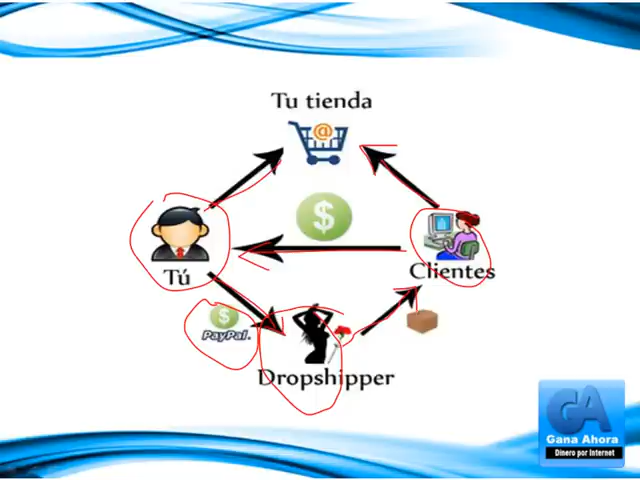 Tu tienda
@
$
Tú
Clientes
$
PayPal.
Dropshipper
GA
Gana Ahora
Dinero por Internet